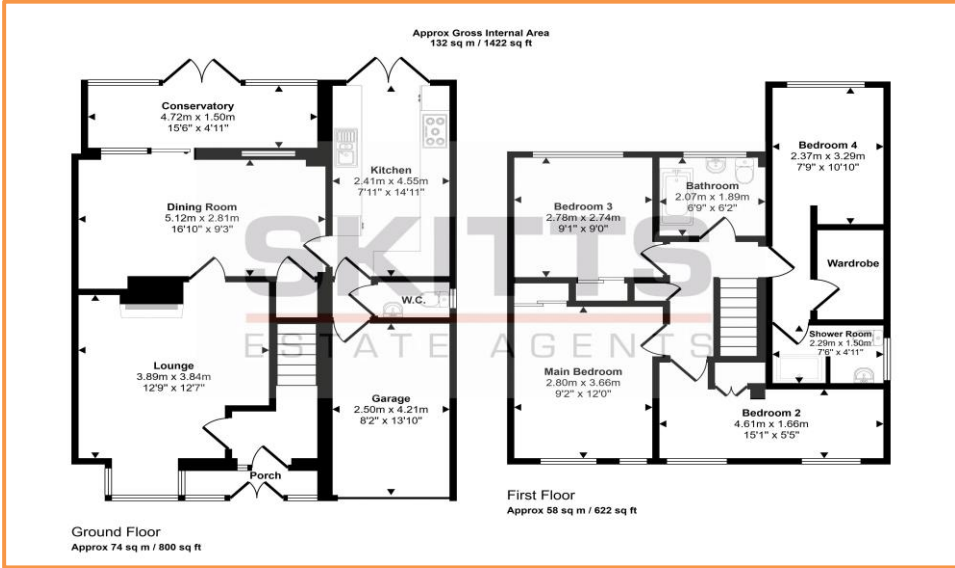 Approx Gross Internal Area
132 sq m / 1422 sq ft
Conservatory
4.72m x 1.50m
15'6" x 4'11"
Kitchen
2.41m x 4.55m
7'11" x 14'11"
Dining Room
5.12m x 2.81m
16'10" x 9'3"
W.C.
Lounge
3.89m x 3.84m
12'9" x 12'7"
Garage
2.50m x 4.21m
8'2" x 13'10"
Porch
Ground Floor
Approx 74 sq m / 800 sq ft
Bedroom 4
2.37m x 3.29m
7'9" x 10'10"
Bathroom
2.07m x 1.89m
6'9" x 6'2"
Bedroom 3
2.78m x 2.74m
9'1" x 9'0"
Wardrobe
Shower Room
2.29m x 1.50m
7'6" x 4'11"
Main Bedroom
2.80m x 3.66m
9'2" x 12'0"
Bedroom 2
4.61m x 1.66m
15'1" x 5'5"
First Floor
Approx 58 sq m / 622 sq ft
SKITTS
ESTATE AGENTS